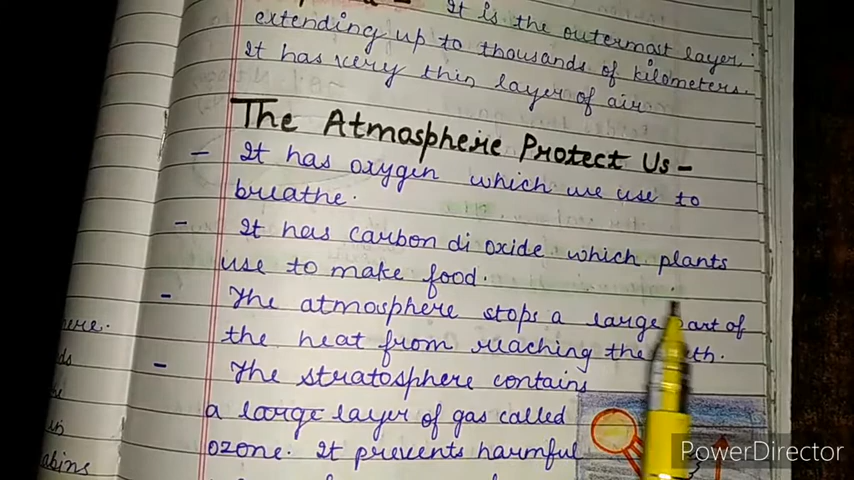 It is the outermost layer.
extending up to thousands of kilometers.
It has very thin layer of air
The Atmosphere Protect Us -
- It has oxygen which we use to
breathe.
- It has carbon di oxide which plants
use to make food.
- The atmosphere stops a large part of
the heat from reaching the
- The stratosphere contains
a large layer of gas called
ozone. It prevents harmful
here.
in
PowerDirector